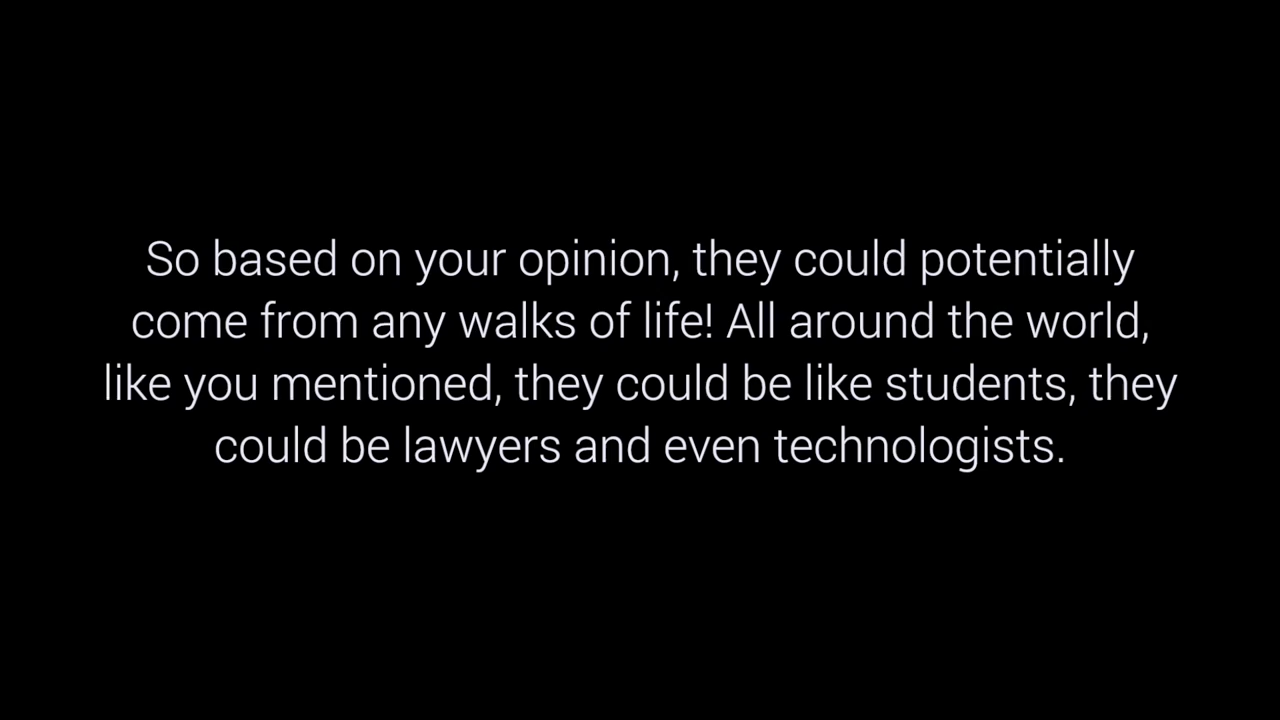 So based on your opinion, they could potentially
come from any walks of life! All around the world,
like you mentioned, they could be like students, they
could be lawyers and even technologists.